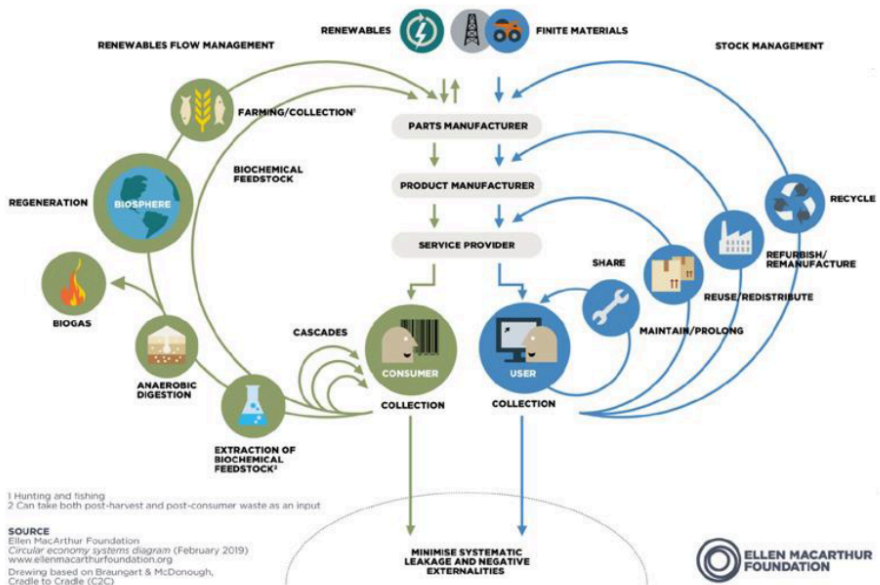 RENEWABLES
FINITE MATERIALS
RENEWABLES FLOW MANAGEMENT
STOCK MANAGEMENT
FARMING/COLLECTION¹
PARTS MANUFACTURER
BIOCHEMICAL
FEEDSTOCK
PRODUCT MANUFACTURER
REGENERATION
BIOSPHERE
RECYCLE
SERVICE PROVIDER
SHARE
REFURBISH/
REMANUFACTURE
REUSE/REDISTRIBUTE
BIOGAS
CASCADES
MAINTAIN/PROLONG
CONSUMER
USER
ANAEROBIC
DIGESTION
COLLECTION
COLLECTION
EXTRACTION OF
BIOCHEMICAL
FEEDSTOCK²
1 Hunting and fishing
2 Can take both post-harvest and post-consumer waste as an input
SOURCE
Ellen MacArthur Foundation
Circular economy systems diagram (February 2019)
www.ellenmacarthurfoundation.org
Drawing based on Braungart & McDonough,
Cradle to Cradle (C2C)
MINIMISE SYSTEMATIC
LEAKAGE AND NEGATIVE
EXTERNALITIES
ELLEN MACARTHUR
FOUNDATION